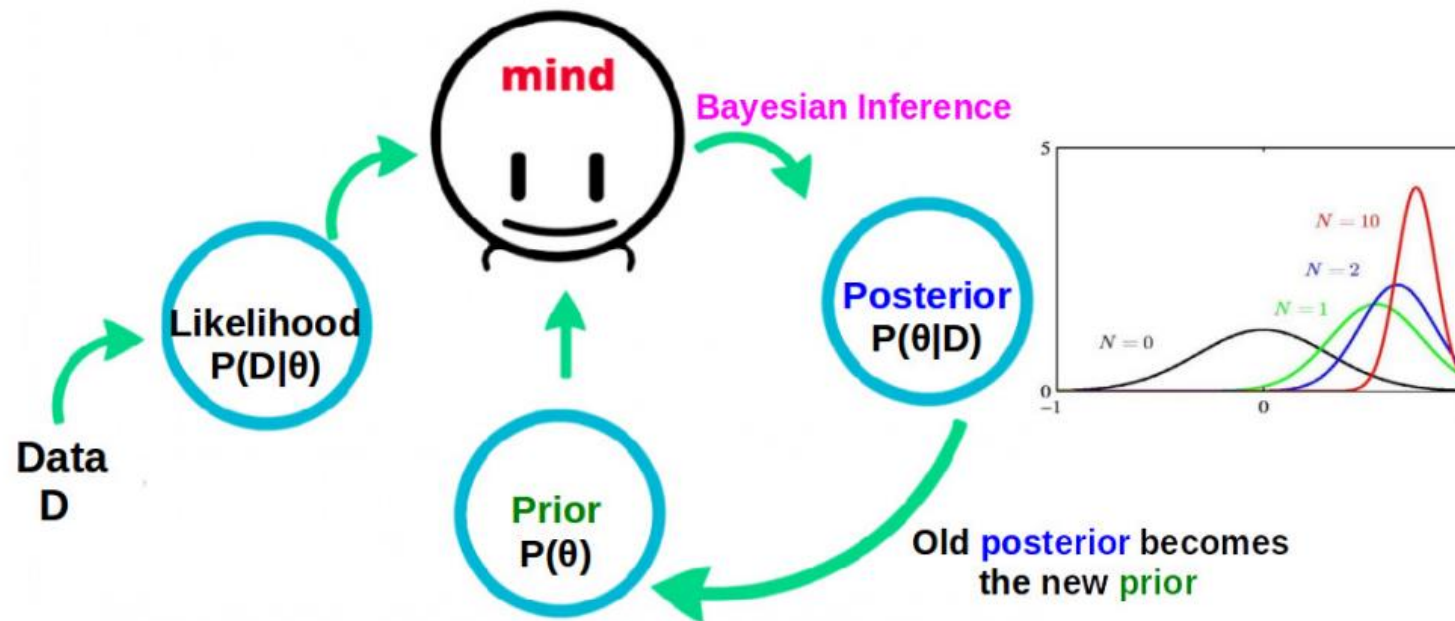 mind
Bayesian Inference
5
N = 10
N = 2
N = 1
N = 0
0
−1
0
Likelihood
P(D|θ)
Posterior
P(θ|D)
Data
D
Prior
P(θ)
Old posterior becomes
the new prior